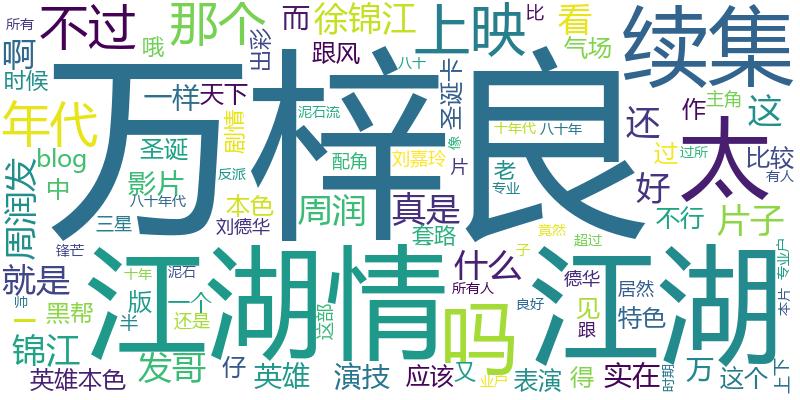 所有
不过
那个
而
徐锦江
比
看
上映
续集
啊
哦
出彩
跟风
八十
气场
时候
万梓良
一样
天下
圣诞卡
泥石流
十年代
八十年
主角
作
这
年代
剧情
还
太
blog
圣诞
配角
刘嘉玲
像
片
老
过
过所
比较
有人
中
影片
反派
专业
好
周润发
八十年代
本色
周润
真是
不行
片子
三星
刘德华
套路
竟然
超过
锋芒
江湖情
什么
子
江湖
就是
十年
泥石
所有人
德华
居然
专业户
帅
版
一个
这部
吗
良好
见
本片
一
黑帮
半
还是
跟
特色
锦江
发哥
仔
英雄
演技
应该
又
业户
表演
得
实在
时期
万
这个
上下
英雄本色